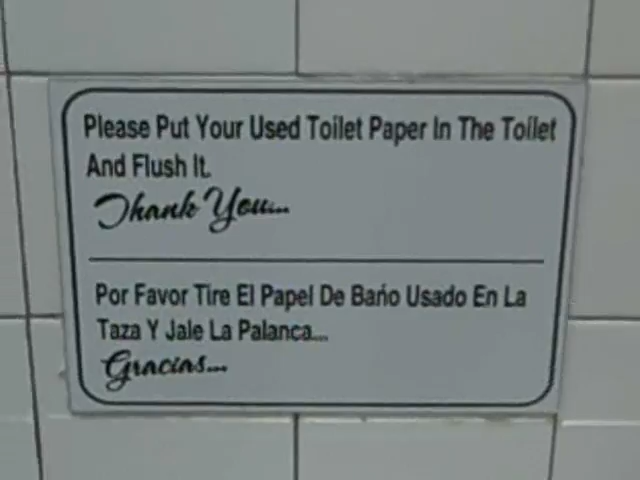 Please Put Your Used Toilet Paper In The Toilet
And Flush It.
Thank You...
Por Favor Tire El Papel De Baño Usado En La
Taza Y Jale La Palanca...
Gracias...